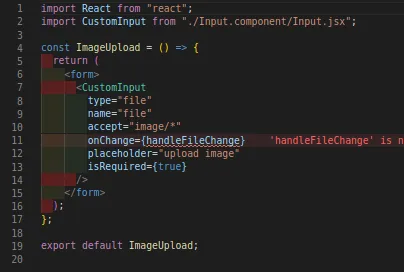 1 import React from "react";
2 import CustomInput from "./Input.component/Input.jsx";
3
4 const ImageUpload = () => {
5 return (
6 <form>
7 <CustomInput
8 type="file"
9 name="file"
10 accept="image/*"
11 onChange={handleFileChange} 'handleFileChange' is n
12 placeholder="upload image"
13 isRequired={true}
14 />
15 </form>
16 );
17 };
18
19 export default ImageUpload;
20